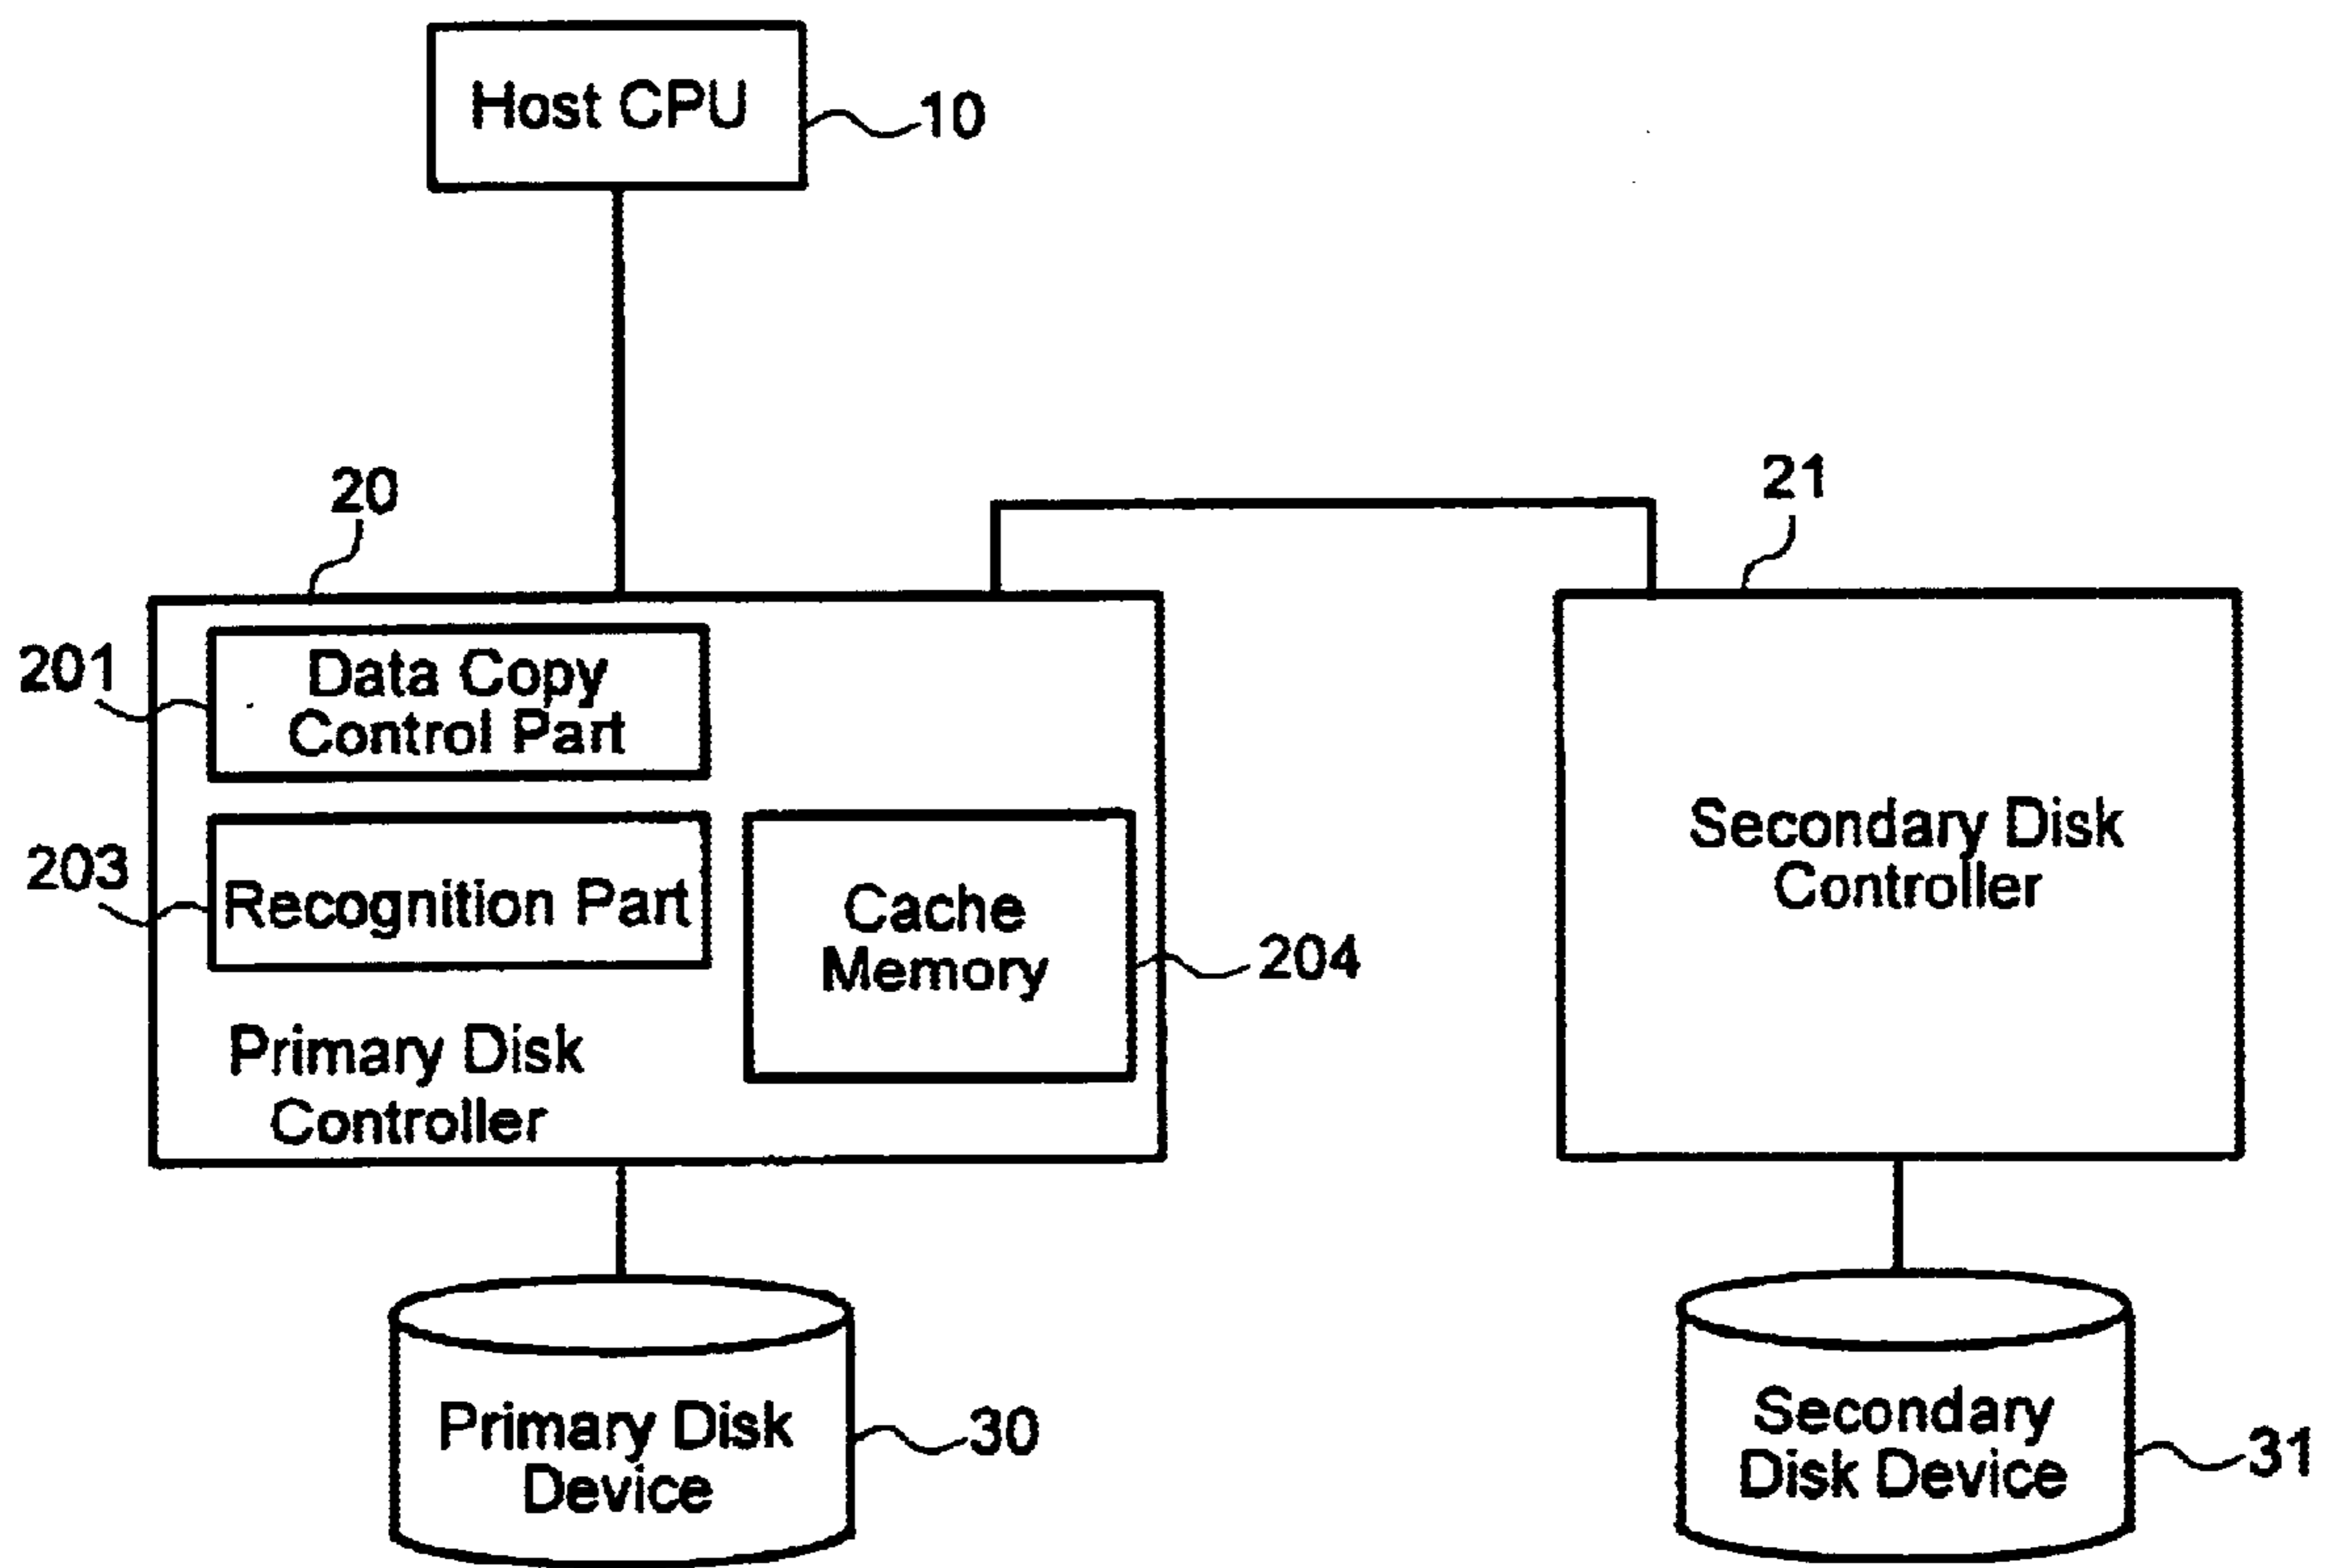 Host CPU
10
20
21
201
Data Copy
Control Part
203
Recognition Part
Cache
Memory
204
Primary Disk
Controller
Secondary Disk
Controller
Primary Disk
Device
30
Secondary
Disk Device
31